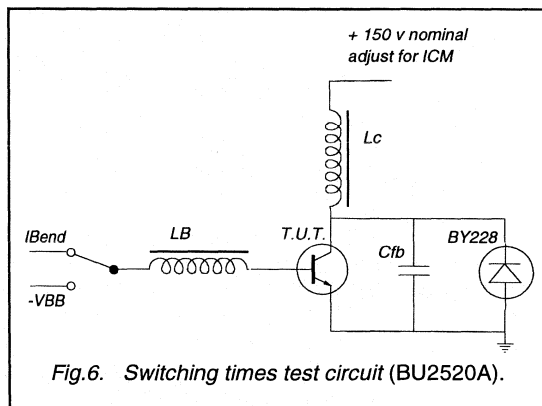 + 150 v nominal
adjust for ICM
Lc
IBend
LB
T.U.T.
Cfb
BY228
-VBB
Fig.6. Switching times test circuit (BU2520A).